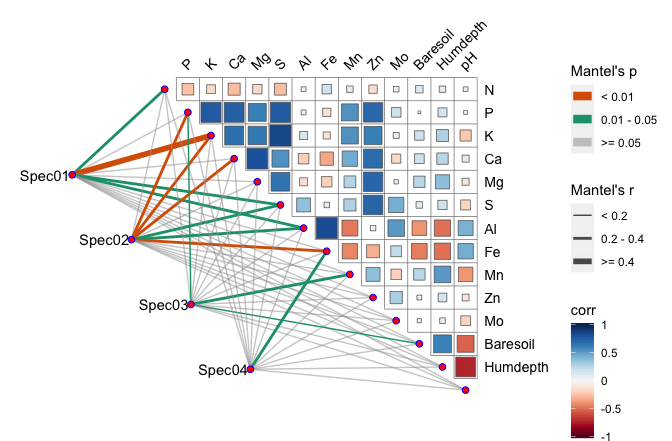 P K Ca Mg S Al Fe Mn Zn Mo Baresoil Humdepth pH
N
P
K
Ca
Mg
S
Al
Fe
Mn
Zn
Mo
Baresoil
Humdepth
Spec01
Spec02
Spec03
Spec04
Mantel's p
< 0.01
0.01 - 0.05
>= 0.05
Mantel's r
< 0.2
0.2 - 0.4
>= 0.4
corr
1
0.5
0
-0.5
-1